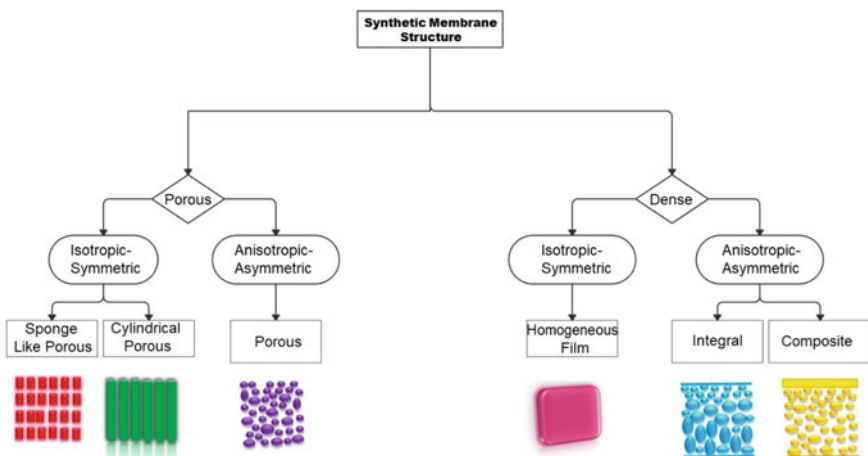 Synthetic Membrane
Structure
Porous
Dense
Isotropic-
Symmetric
Anisotropic-
Asymmetric
Isotropic-
Symmetric
Anisotropic-
Asymmetric
Sponge
Like Porous
Cylindrical
Porous
Porous
Homogeneous
Film
Integral
Composite